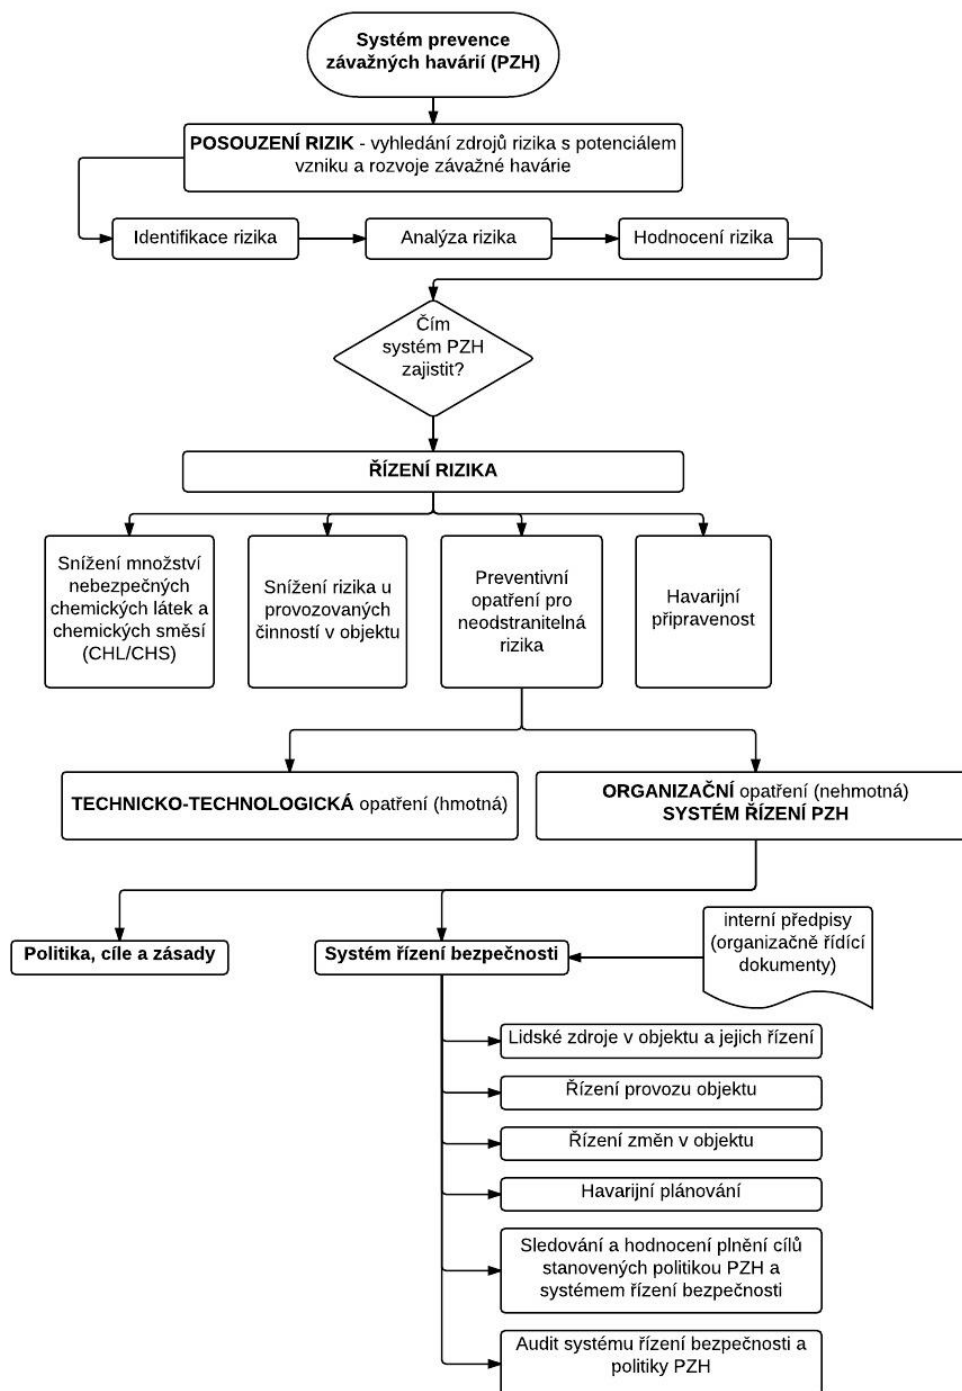 Systém prevence
závažných havárií (PZH)
POSOUZENÍ RIZIK - vyhledání zdrojů rizika s potenciálem
vzniku a rozvoje závažné havárie
Identifikace rizika
Analýza rizika
Hodnocení rizika
Čím
systém PZH
zajistit?
ŘÍZENÍ RIZIKA
Snížení množství
nebezpečných
chemických látek a
chemických směsí
(CHL/CHS)
Snížení rizika u
provozovaných
činností v objektu
Preventivní
opatření pro
neodstranitelná
rizika
Havarijní
připravenost
TECHNICKO-TECHNOLOGICKÁ opatření (hmotná)
ORGANIZAČNÍ opatření (nehmotná)
SYSTÉM ŘÍZENÍ PZH
Politika, cíle a zásady
Systém řízení bezpečnosti
interní předpisy
(organizačně řídící
dokumenty)
Lidské zdroje v objektu a jejich řízení
Řízení provozu objektu
Řízení změn v objektu
Havarijní plánování
Sledování a hodnocení plnění cílů
stanovených politikou PZH a
systémem řízení bezpečnosti
Audit systému řízení bezpečnosti a
politiky PZH